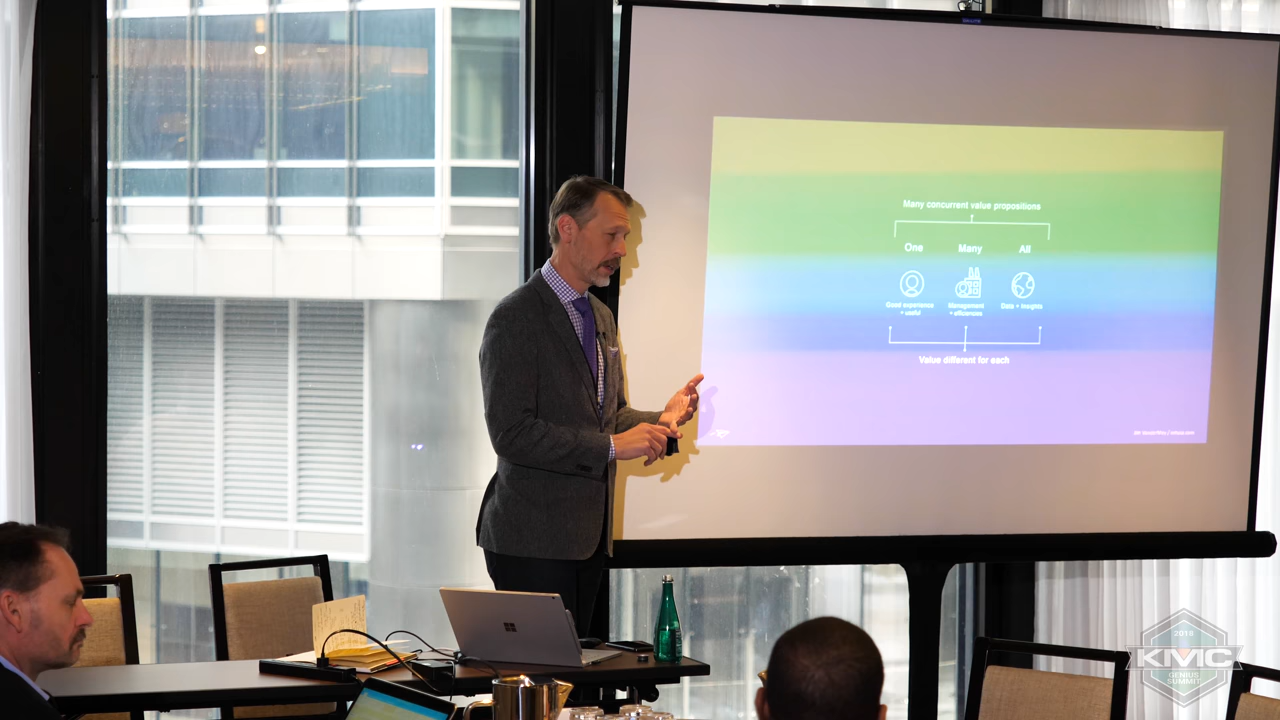 Many concurrent value propositions
One Many All
Good experience + useful
Management + efficiencies
Data + Insights
Value different for each
2018
KMC
GENIUS
SUMMIT